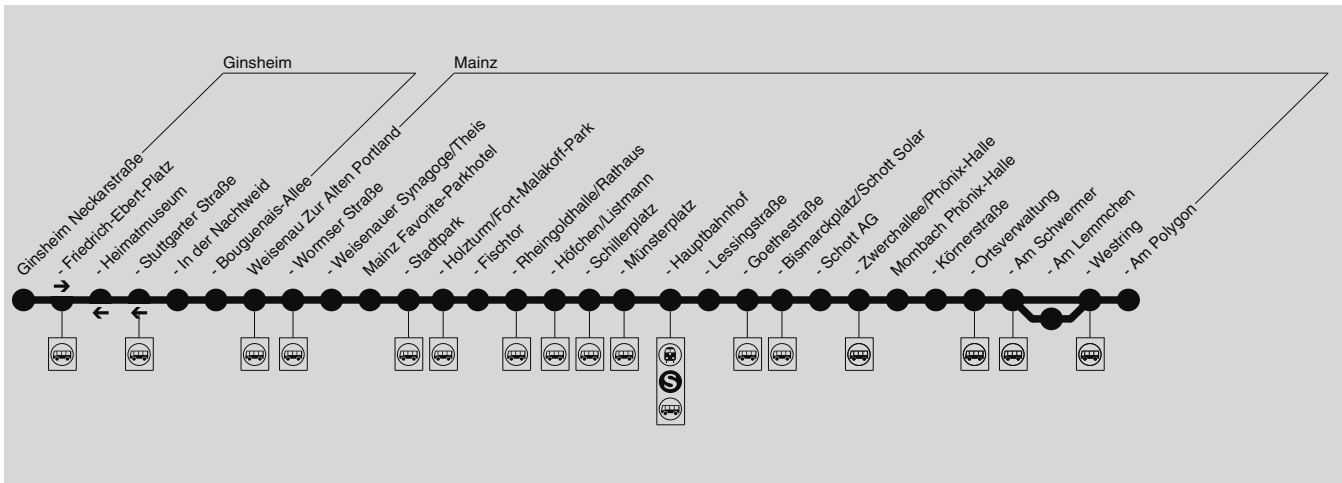 Ginsheim
Mainz
Ginsheim Neckarstraße
- Friedrich-Ebert-Platz
- Heimatmuseum
- Stuttgarter Straße
- In der Nachtweid
- Bouguenais-Allee
Weisenau Zur Alten Portland
- Wormser Straße
- Weisenauer Synagoge/Theis
Mainz Favorite-Parkhotel
- Stadtpark
- Holzturm/Fort-Malakoff-Park
- Fischtor
- Rheingoldhalle/Rathaus
- Höfchen/Listmann
- Schillerplatz
- Münsterplatz
- Hauptbahnhof
- Lessingstraße
- Goethestraße
- Bismarckplatz/Schott Solar
- Schott AG
- Zwerchallee/Phönix-Halle
Mombach Phönix-Halle
- Körnerstraße
- Ortsverwaltung
- Am Schwermer
- Am Lemmchen
- Westring
- Am Polygon
S